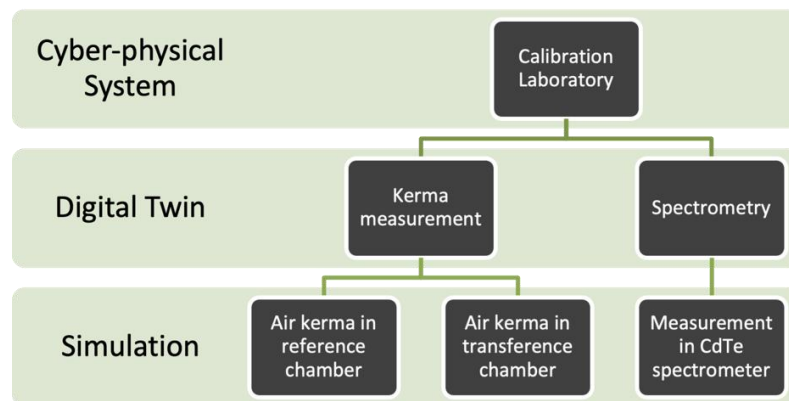 Cyber-physical
System
Calibration
Laboratory
Digital Twin
Kerma
measurement
Spectrometry
Simulation
Air kerma in
reference
chamber
Air kerma in
transference
chamber
Measurement
in CdTe
spectrometer